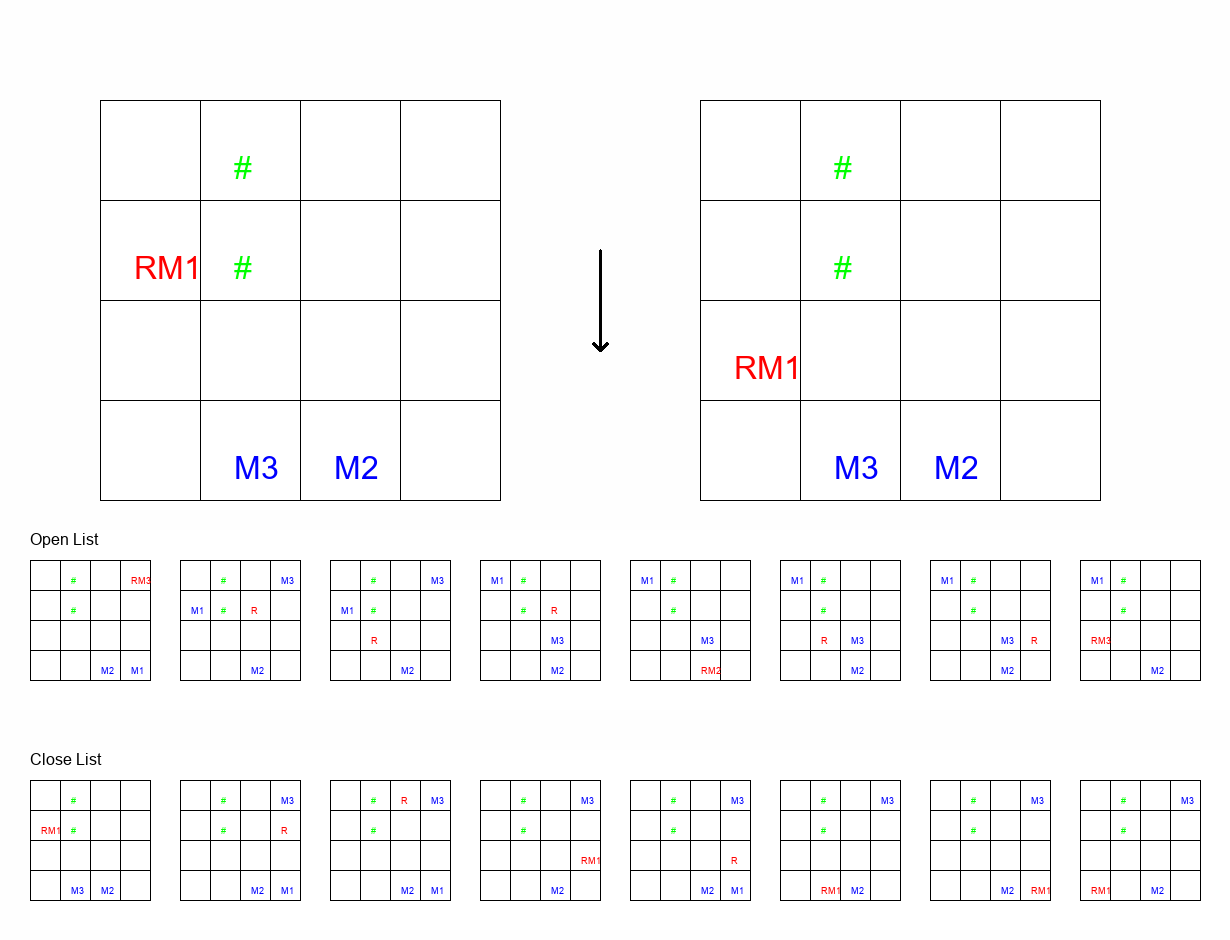 # #
RM1 # #
RM1
M3 M2 M3 M2
Open List
# RM3 # M3 # M3 M1 # M1 # M1 # M1 # M1 #
# M1 # R M1 # # R # # # #
R M3 M3 R M3 M3 R RM3
M2 M1 M2 M2 M2 RM2 M2 M2 M2
Close List
# # M3 # R M3 # M3 # M3 # M3 # M3 # M3
RM1 # # R # # # # # #
RM1 R
M3 M2 M2 M1 M2 M1 M2 M2 M1 RM1 M2 M2 RM1 RM1 M2